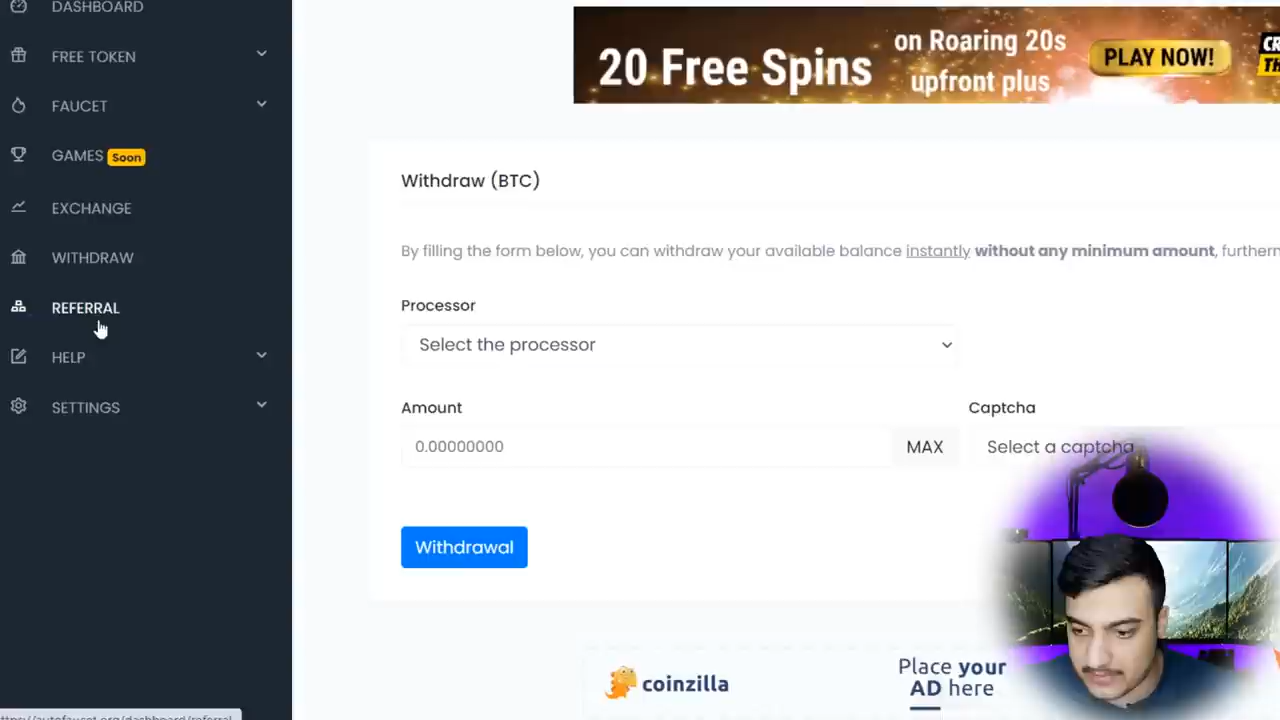 DASHBOARD
FREE TOKEN
FAUCET
GAMES Soon
EXCHANGE
WITHDRAW
REFERRAL
HELP
SETTINGS
20 Free Spins
on Roaring 20s
upfront plus
PLAY NOW!
Withdraw (BTC)
By filling the form below, you can withdraw your available balance instantly without any minimum amount,
Processor
Select the processor
Amount
0.00000000
MAX
Captcha
Select a captcha
Withdrawal
coinzilla
Place your
AD here